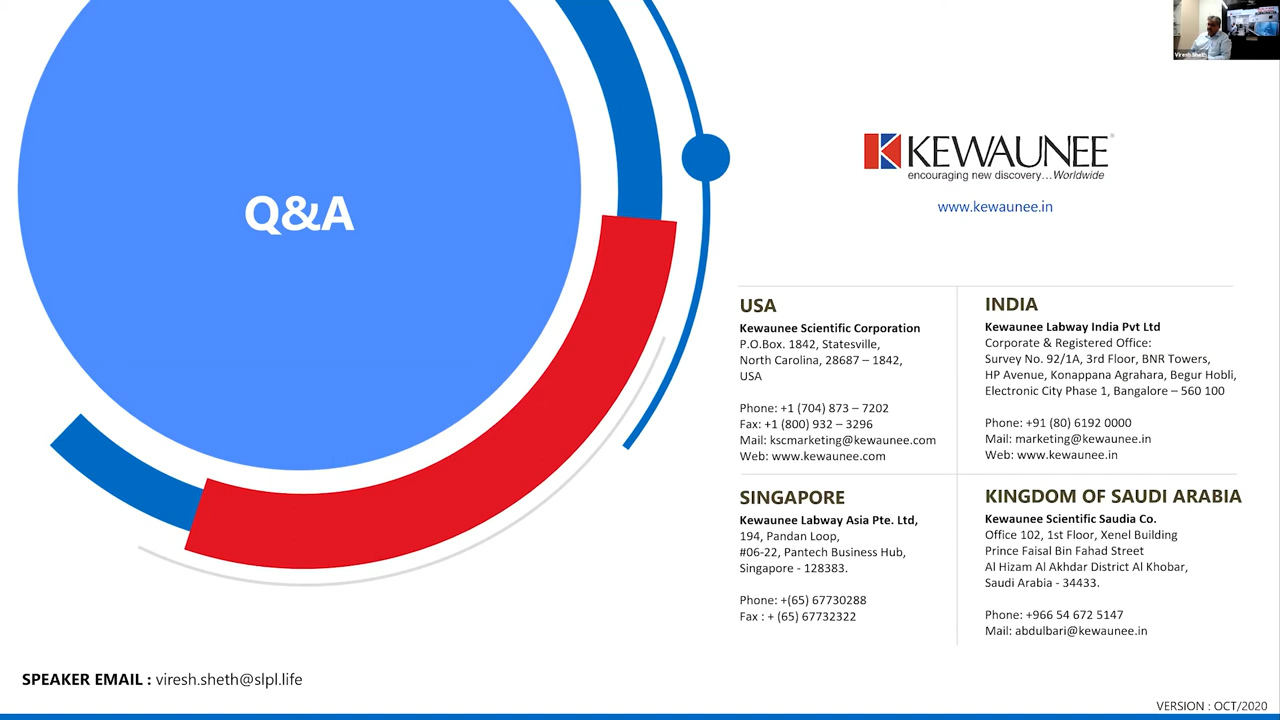 Viresh Sheth
Q&A
KEWAUNEE
encouraging new discovery...Worldwide
www.kewaunee.in
USA
Kewaunee Scientific Corporation
P.O.Box. 1842, Statesville,
North Carolina, 28687 – 1842,
USA
Phone: +1 (704) 873 – 7202
Fax: +1 (800) 932 – 3296
Mail: kscmarketing@kewaunee.com
Web: www.kewaunee.com
INDIA
Kewaunee Labway India Pvt Ltd
Corporate & Registered Office:
Survey No. 92/1A, 3rd Floor, BNR Towers,
HP Avenue, Konappana Agrahara, Begur Hobli,
Electronic City Phase 1, Bangalore – 560 100
Phone: +91 (80) 6192 0000
Mail: marketing@kewaunee.in
Web: www.kewaunee.in
SINGAPORE
Kewaunee Labway Asia Pte. Ltd,
194, Pandan Loop,
#06-22, Pantech Business Hub,
Singapore - 128383.
Phone: +(65) 67730288
Fax : + (65) 67732322
KINGDOM OF SAUDI ARABIA
Kewaunee Scientific Saudia Co.
Office 102, 1st Floor, Xenel Building
Prince Faisal Bin Fahad Street
Al Hizam Al Akhdar District Al Khobar,
Saudi Arabia - 34433.
Phone: +966 54 672 5147
Mail: abdulbari@kewaunee.in
SPEAKER EMAIL : viresh.sheth@slpl.life
VERSION : OCT/2020